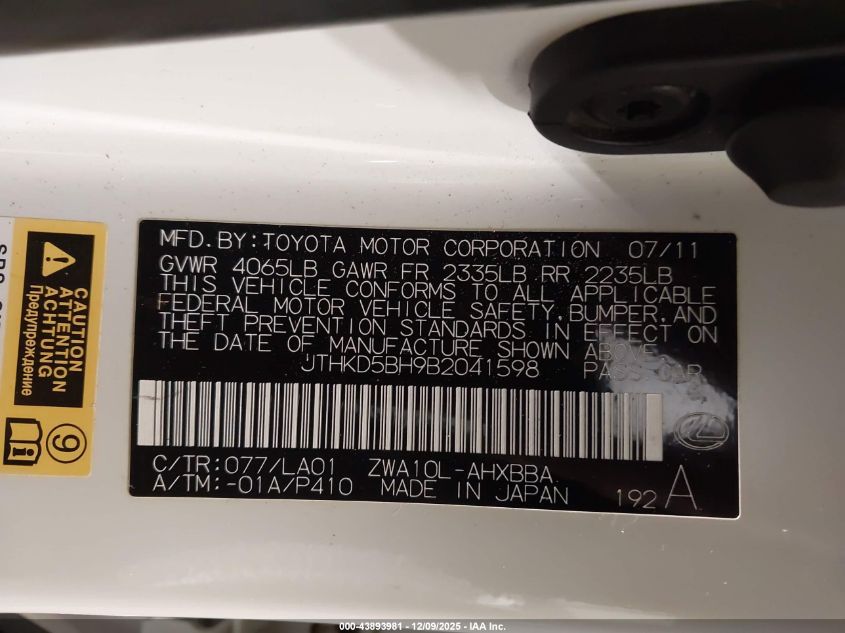 MFD.BY:TOYOTA MOTOR CORPORATION 07/11
GVWR 4065LB GAWR FR 2335LB RR 2235LB
THIS VEHICLE CONFORMS TO ALL APPLICABLE
FEDERAL MOTOR VEHICLE SAFETY,BUMPER,AND
THEFT PREVENTION STANDARDS IN EFFECT ON
THE DATE OF MANUFACTURE SHOWN ABOVE.
JTHKD5BH9B2041598 PASS.CAR
C/TR:077/LA01 ZWA10L-AHXBBA
A/TM:-01A/P410 MADE IN JAPAN 192 A
CAUTION
ATTENTION
ACHTUNG
Предупреждение
9
000-43893981 - 12/09/2025 - IAA Inc.